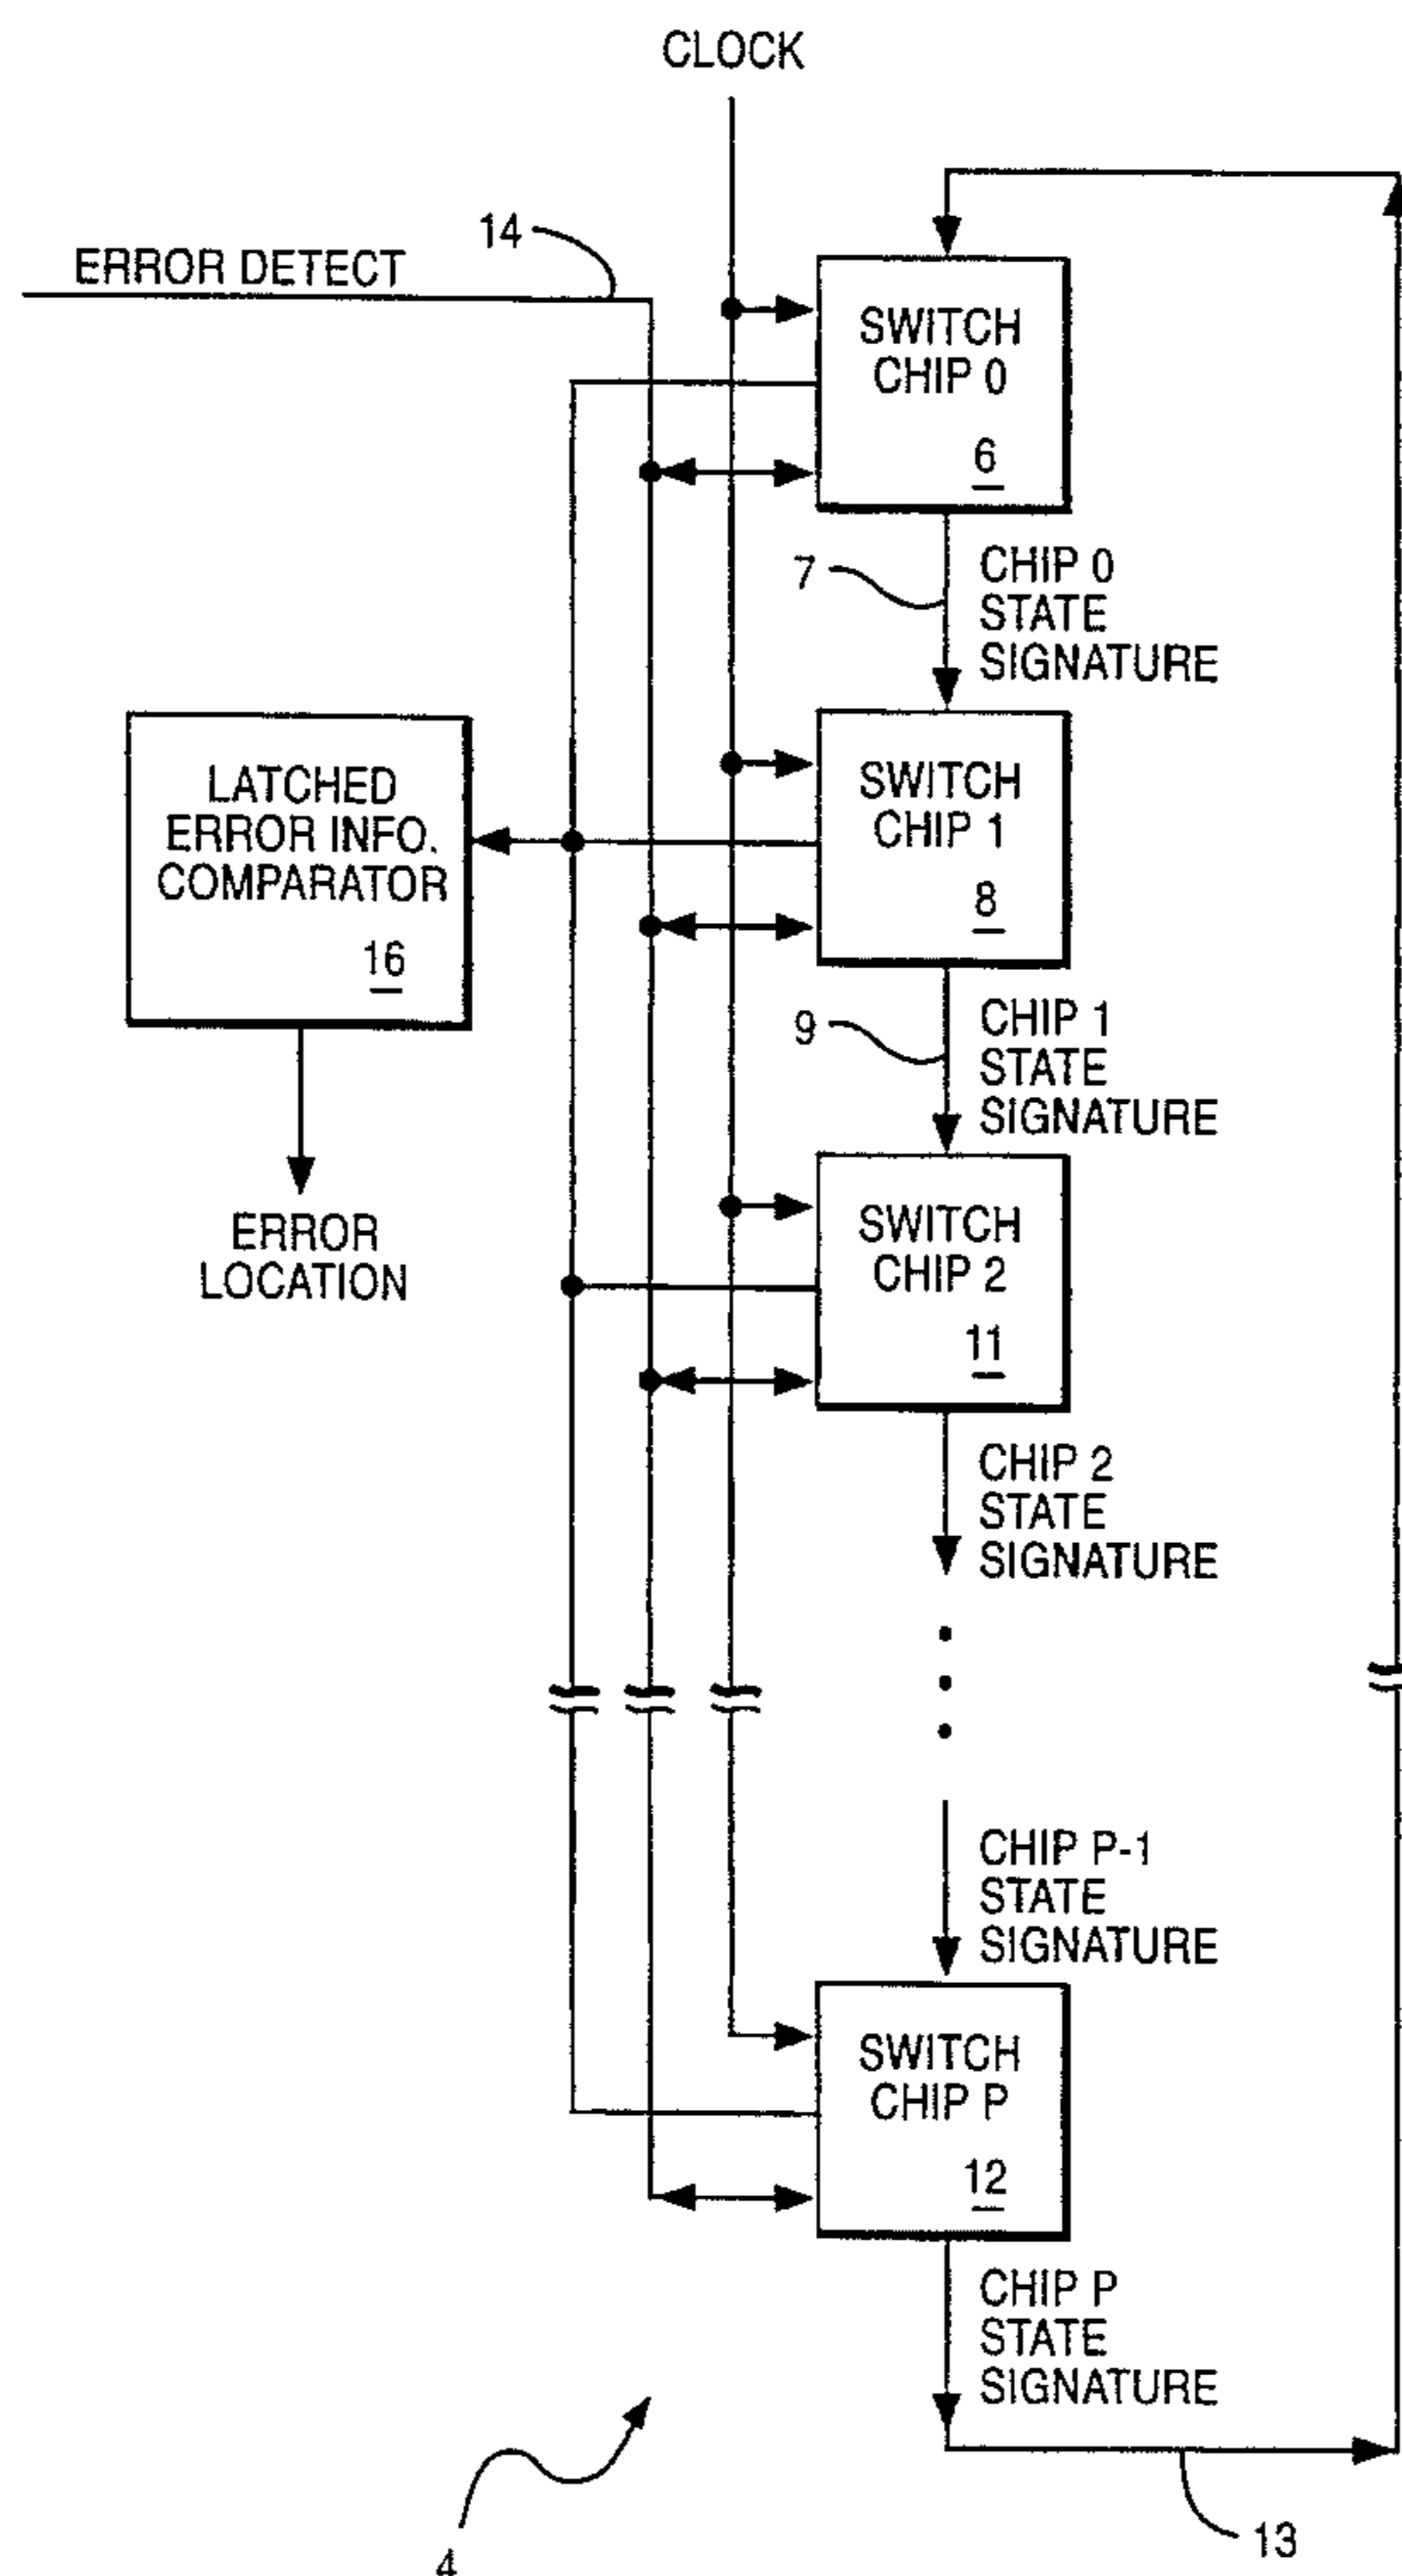 CLOCK
14
ERROR DETECT
SWITCH
CHIP 0
6
7
CHIP 0
STATE
SIGNATURE
LATCHED
ERROR INFO.
COMPARATOR
16
SWITCH
CHIP 1
8
9
CHIP 1
STATE
SIGNATURE
ERROR
LOCATION
SWITCH
CHIP 2
11
CHIP 2
STATE
SIGNATURE
CHIP P-1
STATE
SIGNATURE
SWITCH
CHIP P
12
CHIP P
STATE
SIGNATURE
4
13